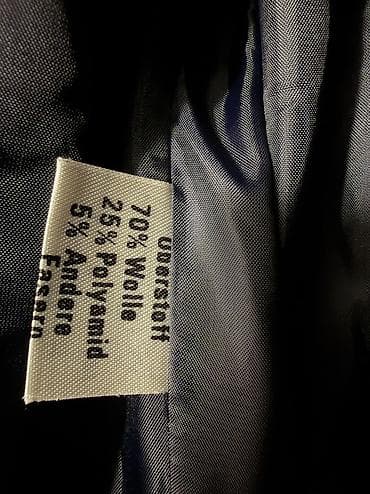 Oberstoff
70% Wolle
25% Polyamid
5% Andere
Fasern